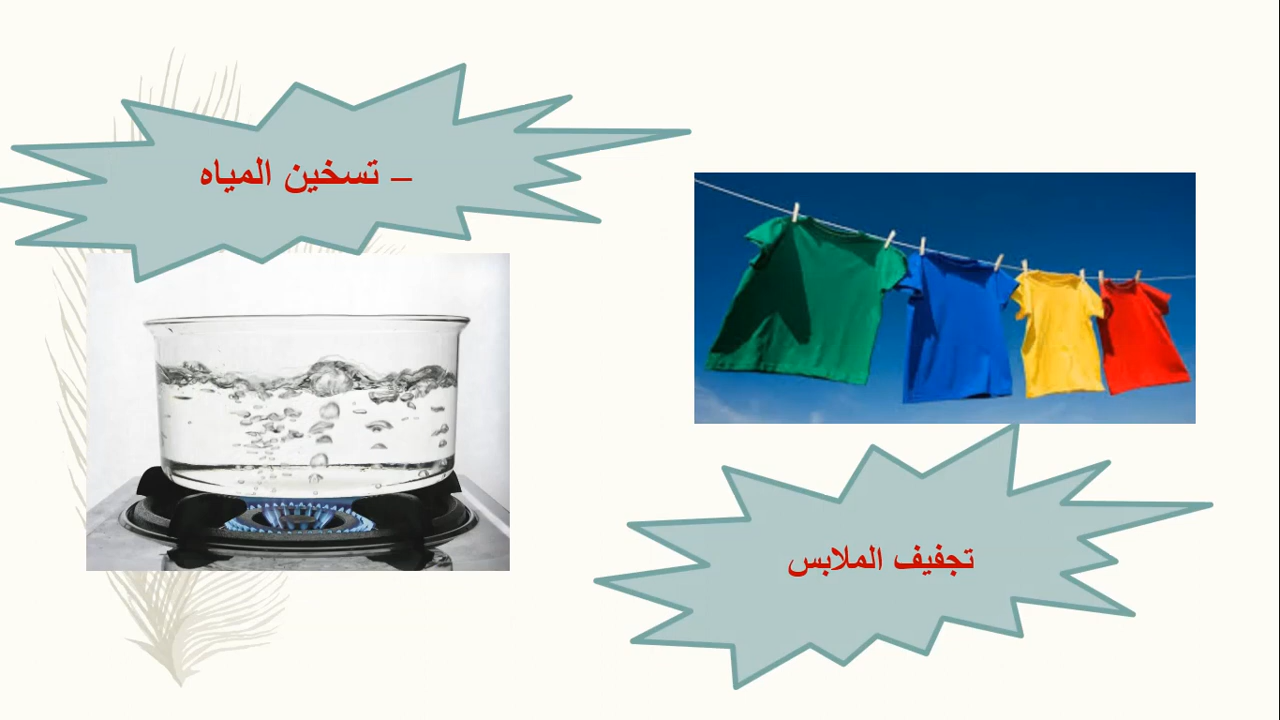 – تسخين المياه
تجفيف الملابس